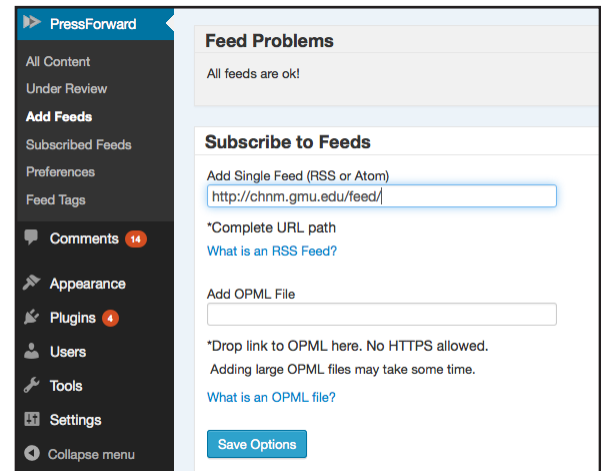 PressForward
All Content
Under Review
Add Feeds
Subscribed Feeds
Preferences
Feed Tags
Comments 14
Appearance
Plugins 4
Users
Tools
Settings
Collapse menu
Feed Problems
All feeds are ok!
Subscribe to Feeds
Add Single Feed (RSS or Atom)
http://chnm.gmu.edu/feed/
*Complete URL path
What is an RSS Feed?
Add OPML File
*Drop link to OPML here. No HTTPS allowed.
Adding large OPML files may take some time.
What is an OPML file?
Save Options